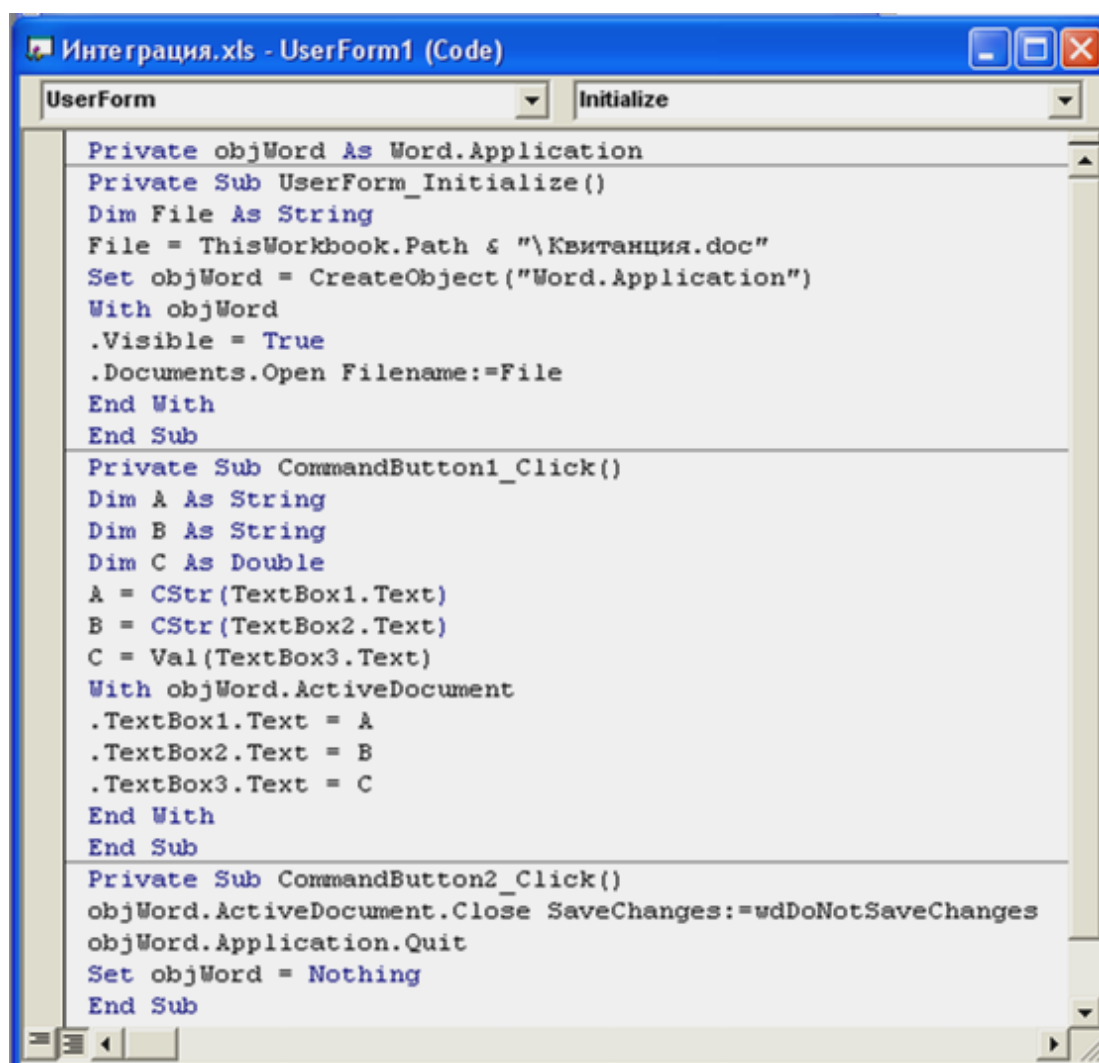 Интеграция.xls - UserForm1 (Code)
UserForm Initialize
Private objWord As Word.Application
Private Sub UserForm_Initialize()
Dim File As String
File = ThisWorkbook.Path & "\Квитанция.doc"
Set objWord = CreateObject("Word.Application")
With objWord
.Visible = True
.Documents.Open Filename:=File
End With
End Sub
Private Sub CommandButton1_Click()
Dim A As String
Dim B As String
Dim C As Double
A = CStr(TextBox1.Text)
B = CStr(TextBox2.Text)
C = Val(TextBox3.Text)
With objWord.ActiveDocument
.TextBox1.Text = A
.TextBox2.Text = B
.TextBox3.Text = C
End With
End Sub
Private Sub CommandButton2_Click()
objWord.ActiveDocument.Close SaveChanges:=wdDoNotSaveChanges
objWord.Application.Quit
Set objWord = Nothing
End Sub